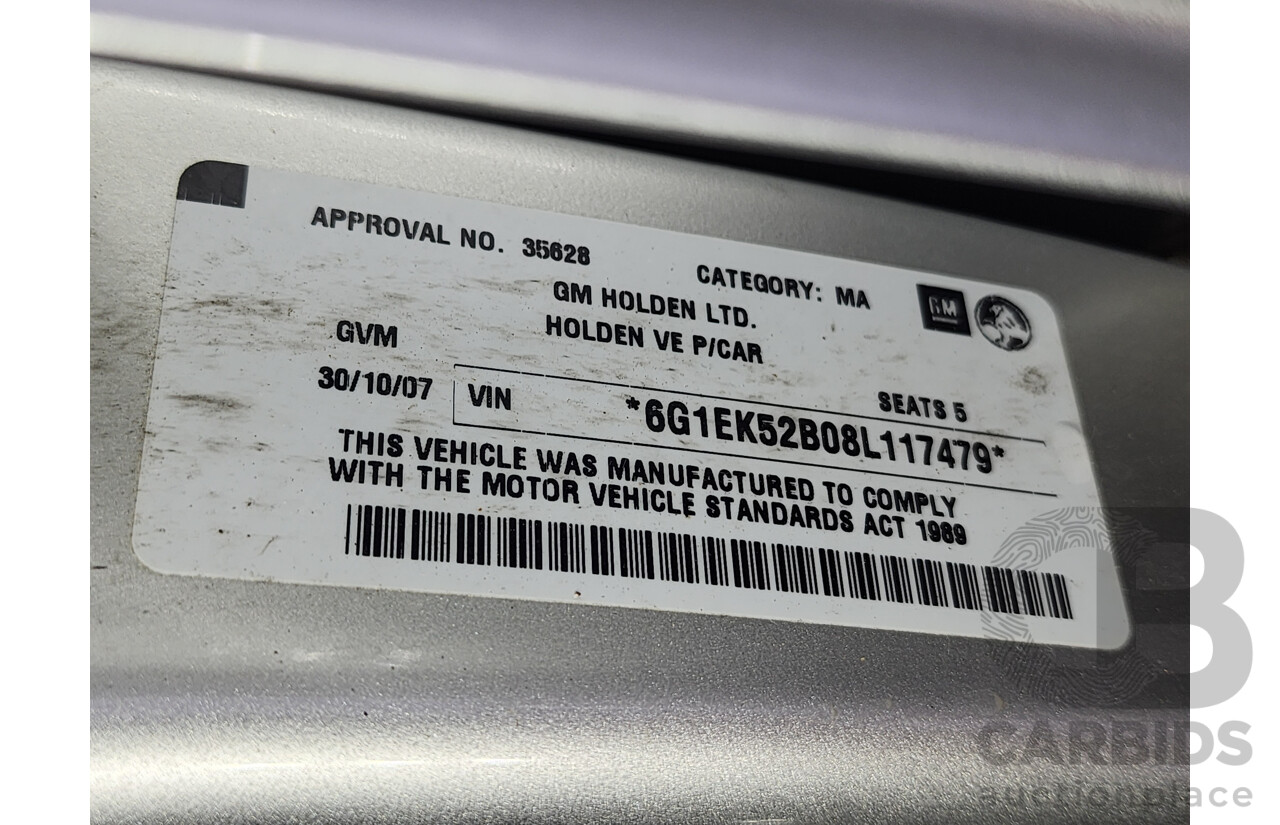 APPROVAL NO. 35628 CATEGORY: MA
GM HOLDEN LTD.
HOLDEN VE P/CAR
GM
GVM
SEATS 5
30/10/07 VIN *6G1EK52B08L117479*
THIS VEHICLE WAS MANUFACTURED TO COMPLY
WITH THE MOTOR VEHICLE STANDARDS ACT 1989
B
CARBIDS
auctionplace